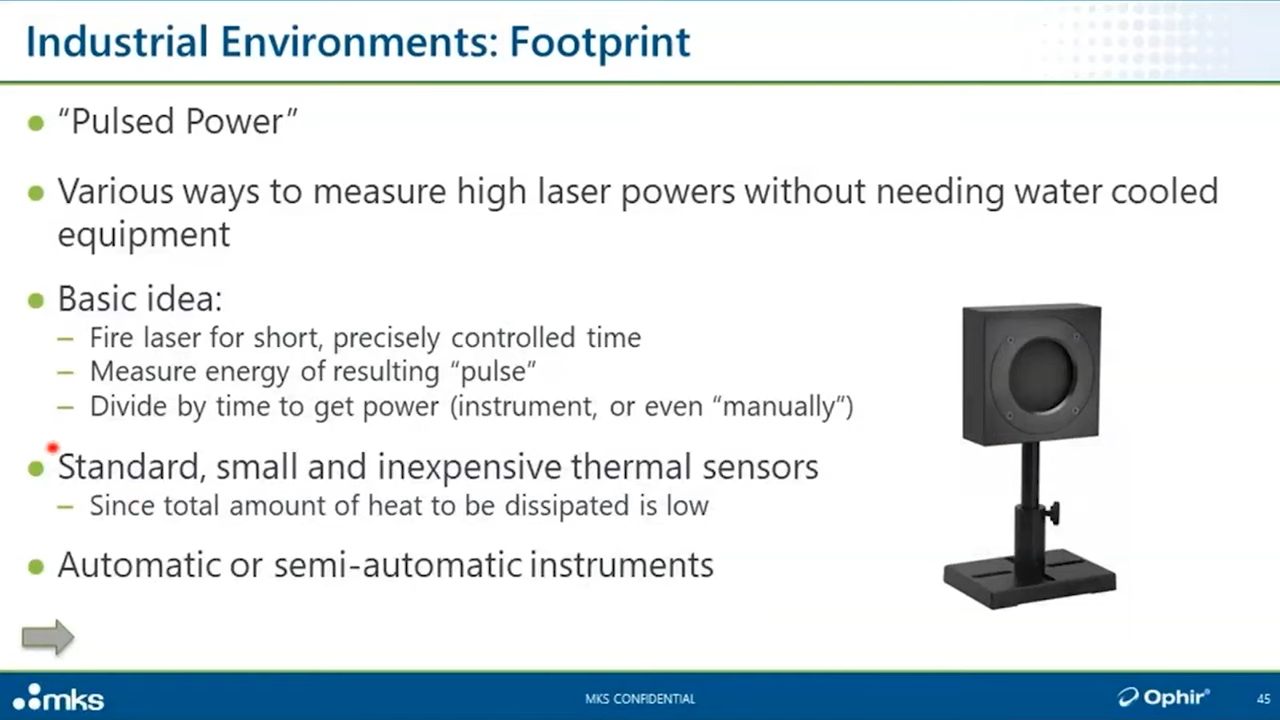 Industrial Environments: Footprint
“Pulsed Power”
Various ways to measure high laser powers without needing water cooled
equipment
Basic idea:
– Fire laser for short, precisely controlled time
– Measure energy of resulting “pulse”
– Divide by time to get power (instrument, or even “manually”)
Standard, small and inexpensive thermal sensors
– Since total amount of heat to be dissipated is low
Automatic or semi-automatic instruments
mks
MKS CONFIDENTIAL
Ophir®
45